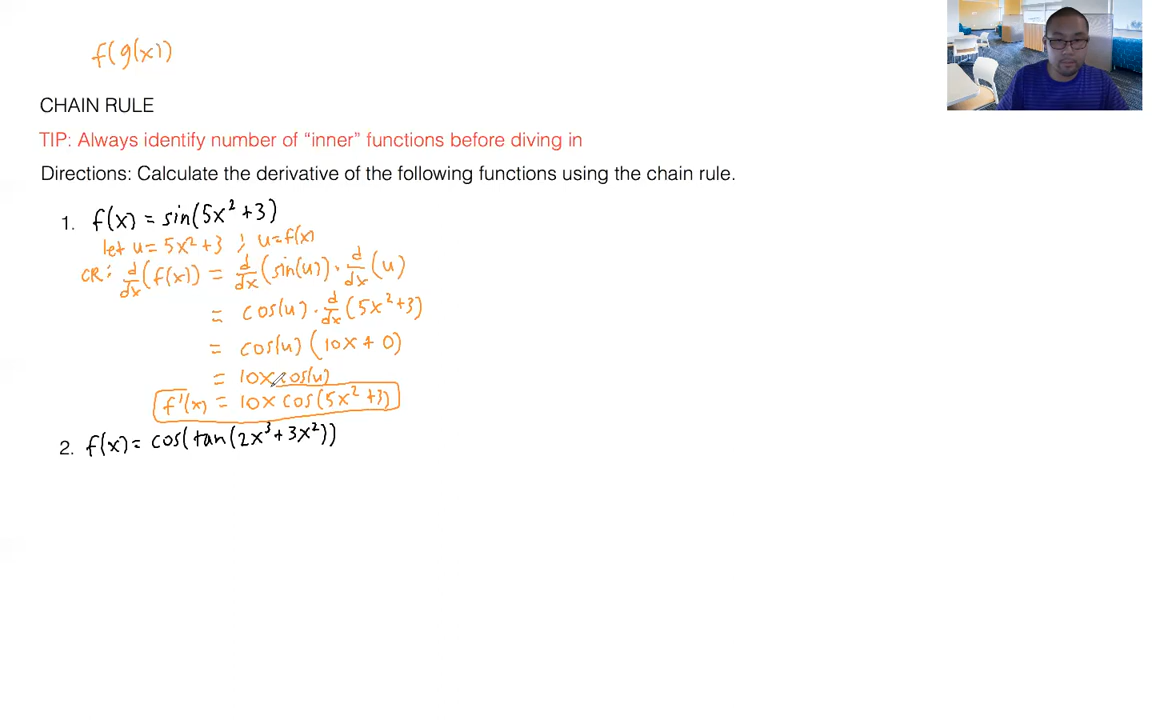 f(g(x))
CHAIN RULE
TIP: Always identify number of “inner” functions before diving in
Directions: Calculate the derivative of the following functions using the chain rule.
1. f(x) = sin(5x² + 3)
let u = 5x² + 3 ; u = f(x)
CR: d/dx (f(x)) = d/dx (sin(u)) · d/dx (u)
= cos(u) · d/dx (5x² + 3)
= cos(u) (10x + 0)
= 10x cos(u)
f'(x) = 10x cos(5x² + 3)
2. f(x) = cos(tan(2x³ + 3x²))